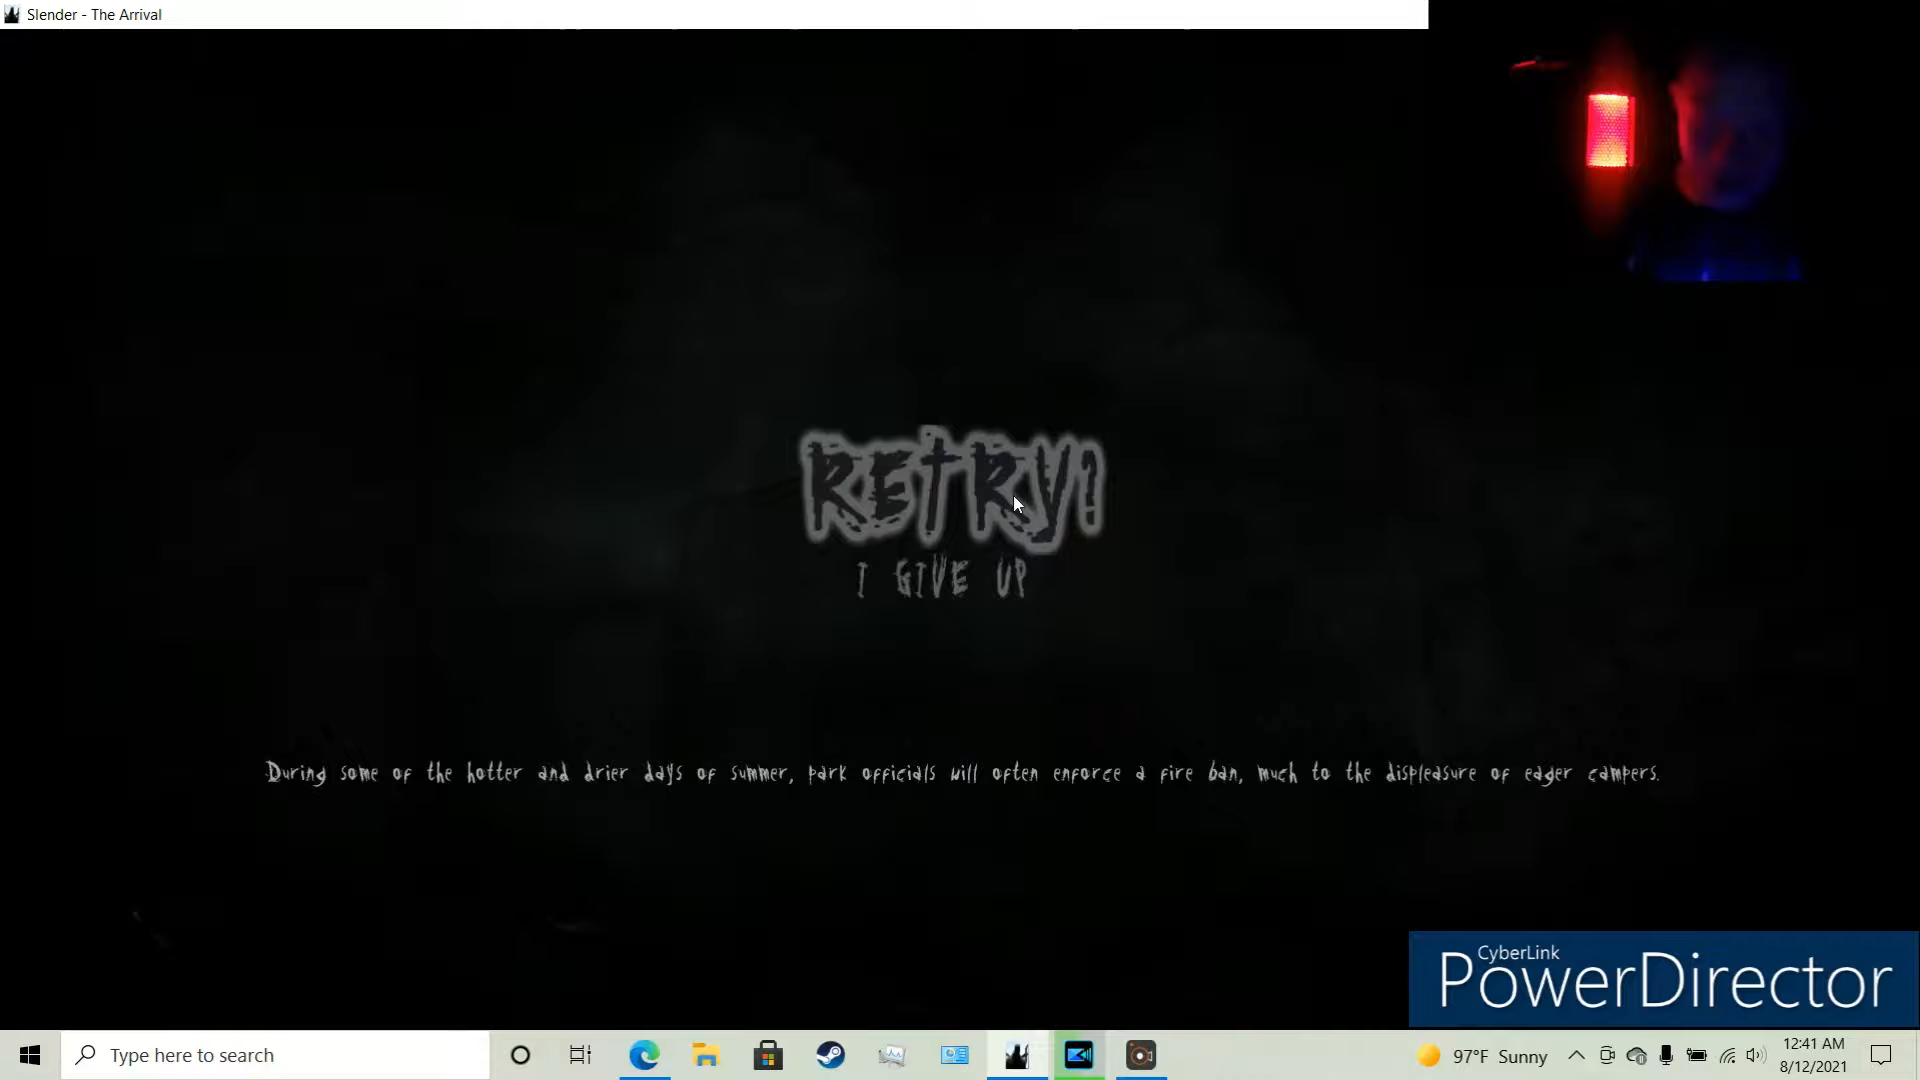 Slender - The Arrival
RETRY?
I GIVE UP
During some of the hotter and drier days of summer, park officials will often enforce a fire ban, much to the displeasure of eager campers.
CyberLink
PowerDirector
Type here to search
97°F Sunny
12:41 AM
8/12/2021